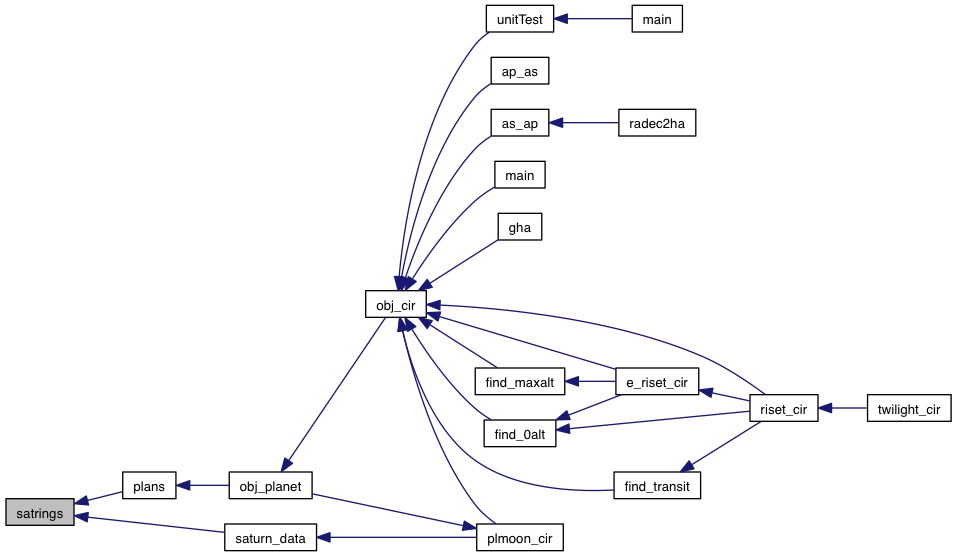 unitTest
main
ap_as
as_ap
radec2ha
main
gha
obj_cir
find_maxalt
e_riset_cir
riset_cir
twilight_cir
find_0alt
plans
obj_planet
find_transit
satrings
saturn_data
plmoon_cir